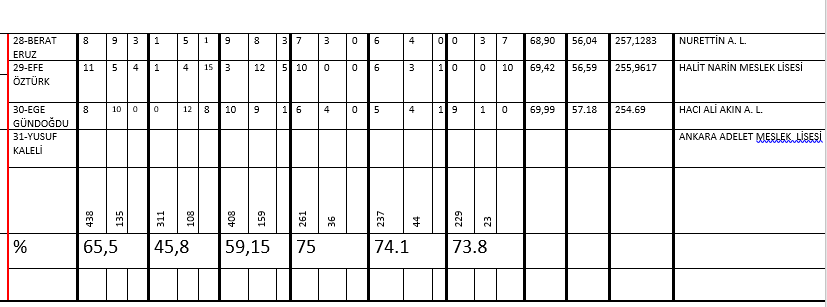 28-BERAT ERUZ 8 9 3 1 5 1 9 8 3 7 3 0 6 4 0 0 3 7 68,90 56,04 257,1283 NURETTİN A. L.
29-EFE ÖZTÜRK 11 5 4 1 4 15 3 12 5 10 0 0 6 3 1 0 0 10 69,42 56,59 255,9617 HALİT NARİN MESLEK LİSESİ
30-EGE GÜNDOĞDU 8 10 0 0 12 8 10 9 1 6 4 0 5 4 1 9 1 0 69,99 57.18 254.69 HACI ALİ AKIN A. L.
31-YUSUF KALELİ ANKARA ADELET MESLEK LİSESİ
438 135 311 108 408 159 261 36 237 44 229 23
% 65,5 45,8 59,15 75 74.1 73.8